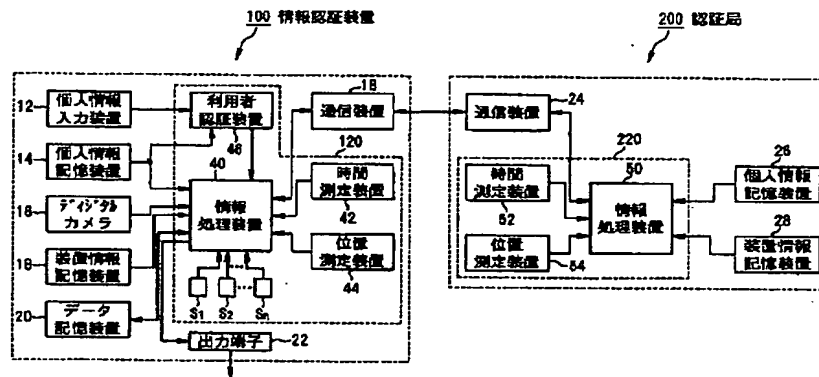 100 情報認証装置
200 認証局
12
個人情報
入力装置
利用者
認証装置
46
18
通信装置
24
通信装置
14
個人情報
記憶装置
40
120
220
情報
処理装置
時間
測定装置
42
時間
測定装置
52
50
情報
処理装置
26
個人情報
記憶装置
16
ディジタル
カメラ
18
装置情報
記憶装置
位置
測定装置
44
位置
測定装置
54
28
装置情報
記憶装置
20
データ
記憶装置
S1
S2
Sn
出力端子
22